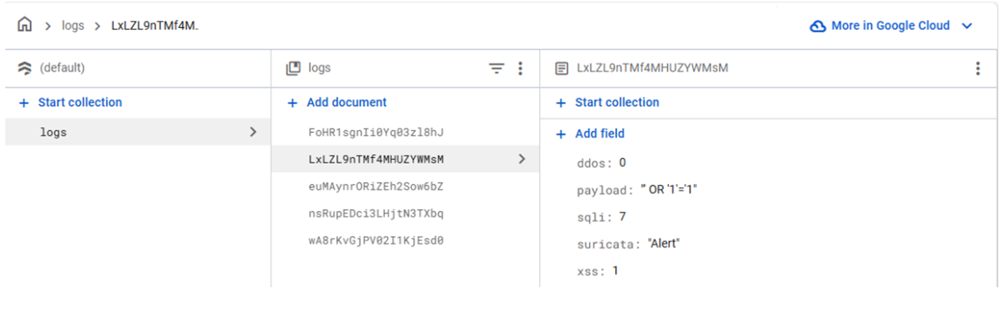 logs LxLZL9nTMf4M..
More in Google Cloud
(default)
logs
LxLZL9nTMf4MHUZYWMsM
+ Start collection
+ Add document
+ Start collection
logs
FoHR1sgnIi0Yq03zl8hJ
LxLZL9nTMf4MHUZYWMsM
euMAynrORiZEh2Sow6bZ
nsRupEDci3LHjtN3TXbq
wA8rKvGjPV02I1KjEsd0
+ Add field
ddos: 0
payload: "' OR '1'='1"
sqli: 7
suricata: "Alert"
xss: 1